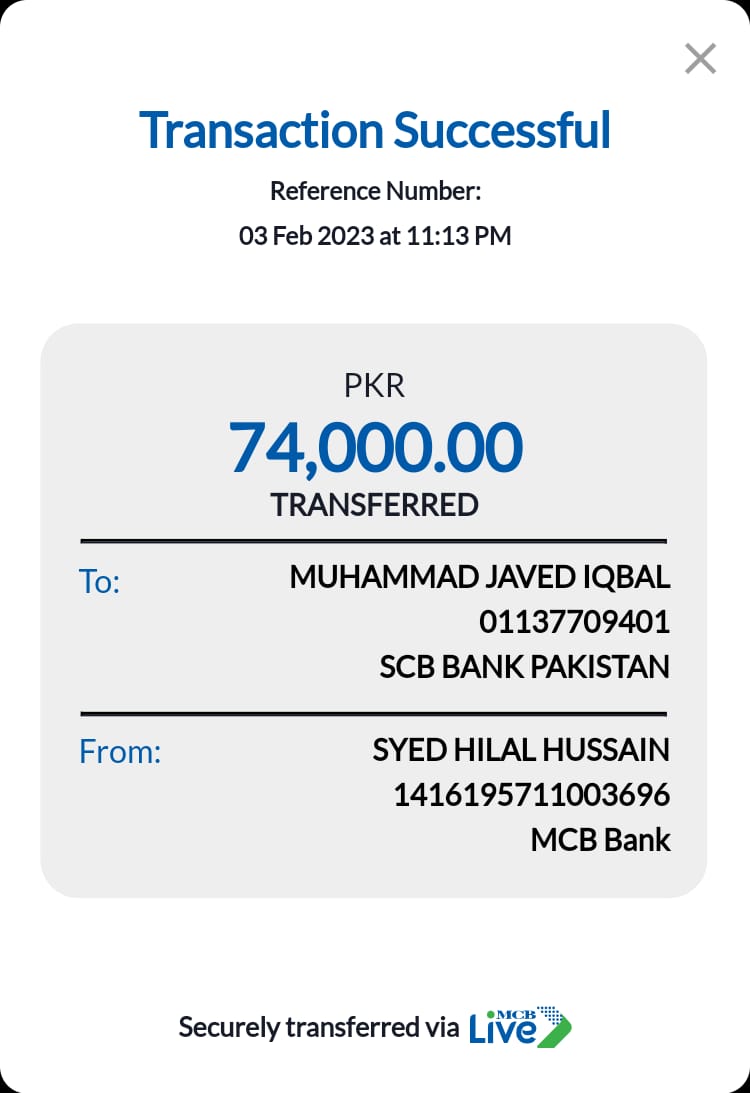 Transaction Successful
Reference Number:
03 Feb 2023 at 11:13 PM
PKR
74,000.00
TRANSFERRED
To:
MUHAMMAD JAVED IQBAL
01137709401
SCB BANK PAKISTAN
From:
SYED HILAL HUSSAIN
1416195711003696
MCB Bank
Securely transferred via MCB Live